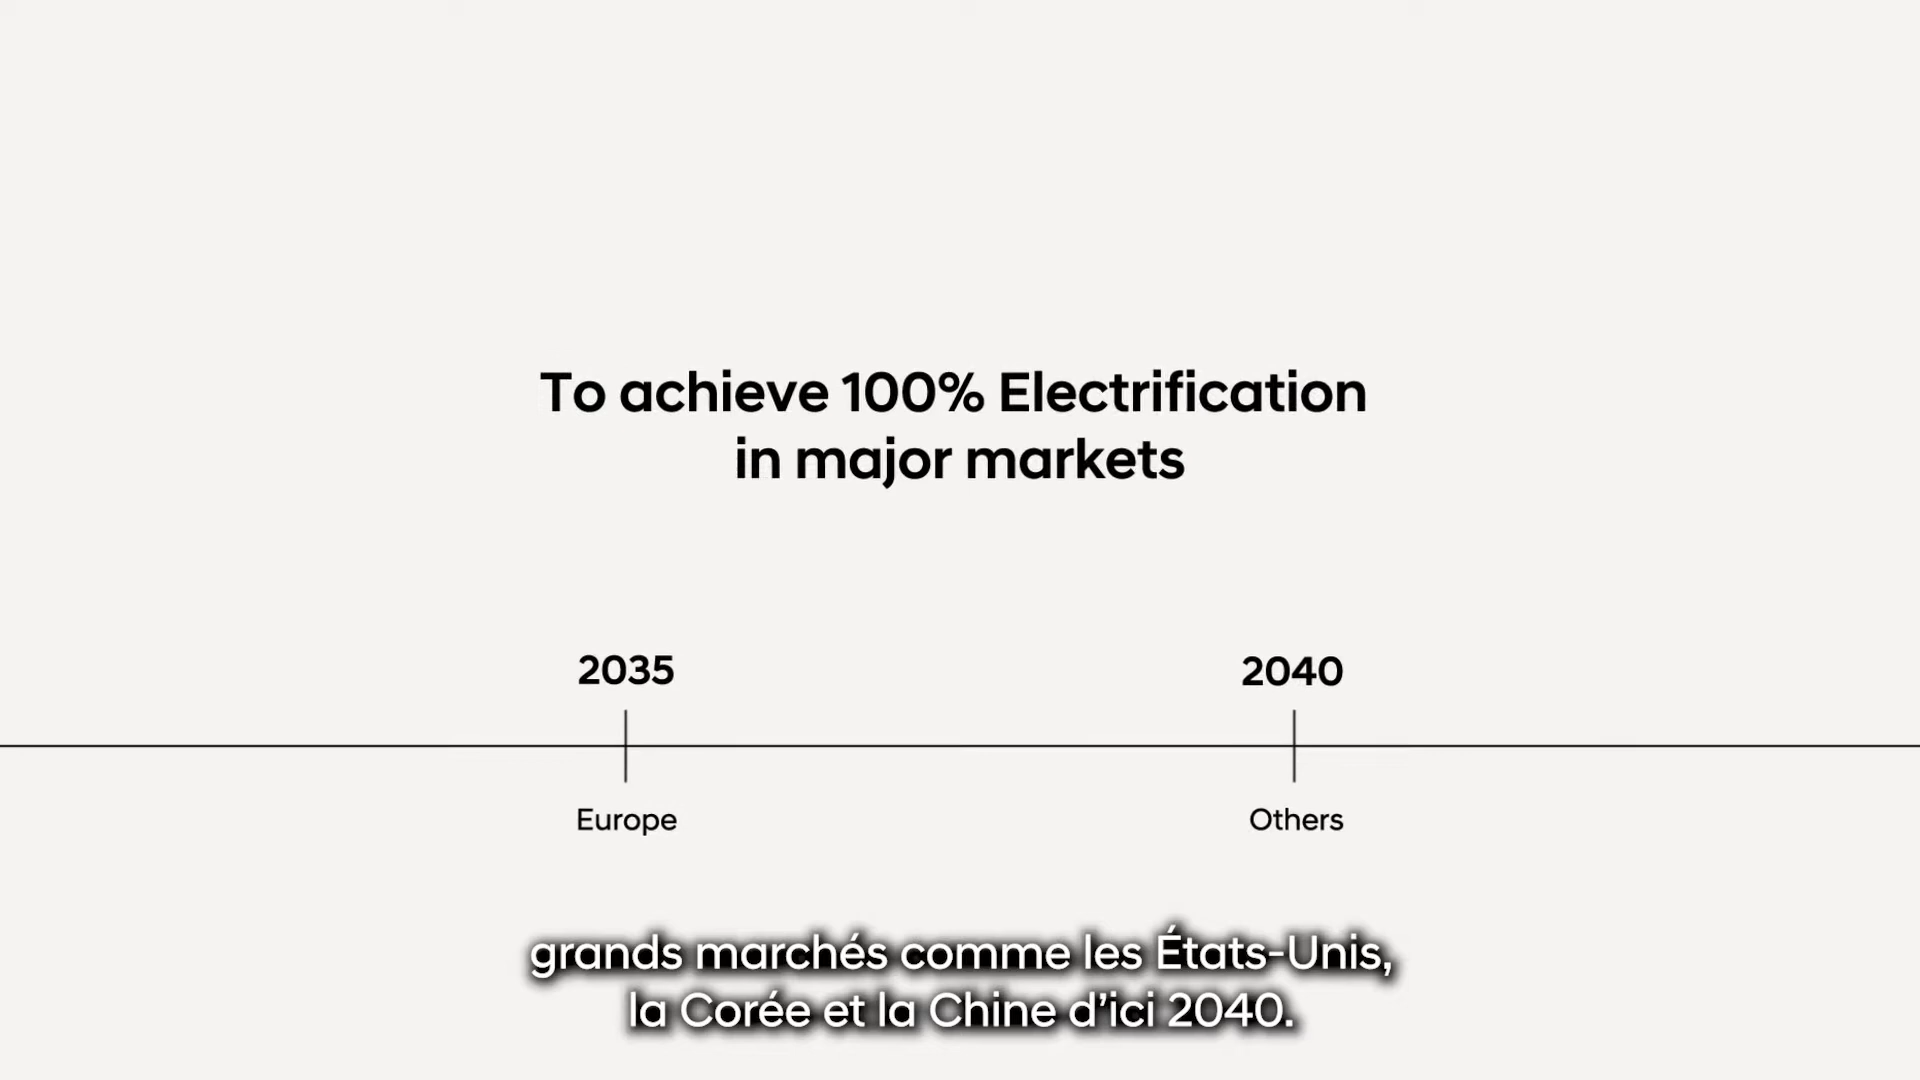 To achieve 100% Electrification
in major markets
2035
2040
Europe
Others
grands marchés comme les États-Unis,
la Corée et la Chine d’ici 2040.